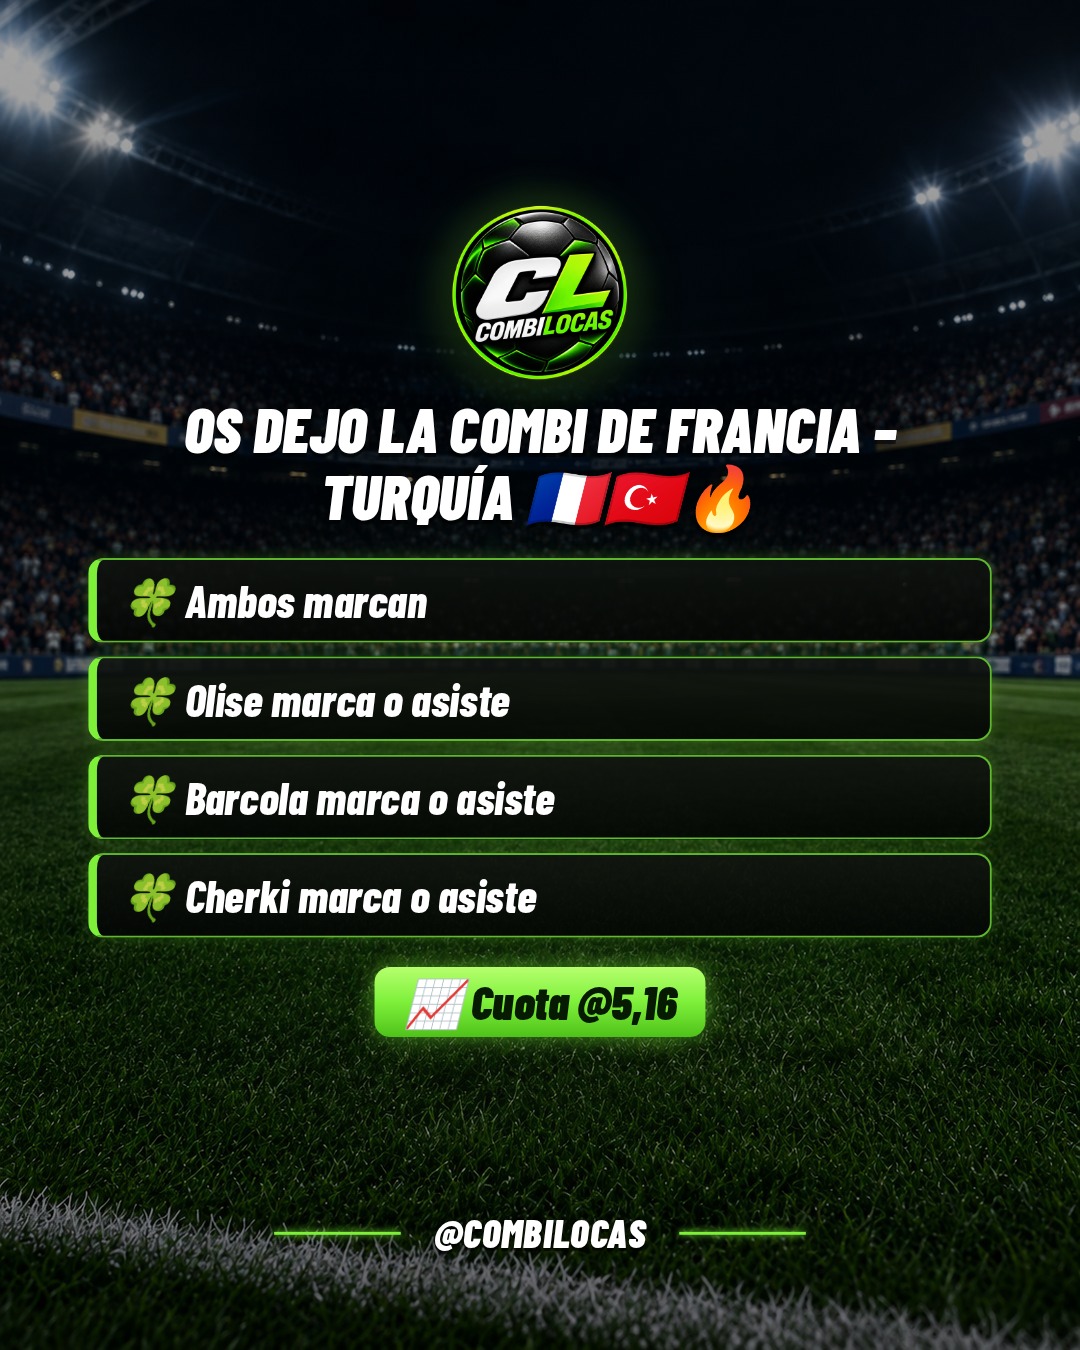 CL
COMBILOCAS
OS DEJO LA COMBI DE FRANCIA -
TURQUÍA 🇫🇷🇹🇷🔥
🍀 Ambos marcan
🍀 Olise marca o asiste
🍀 Barcola marca o asiste
🍀 Cherki marca o asiste
📈 Cuota @5,16
@COMBILOCAS